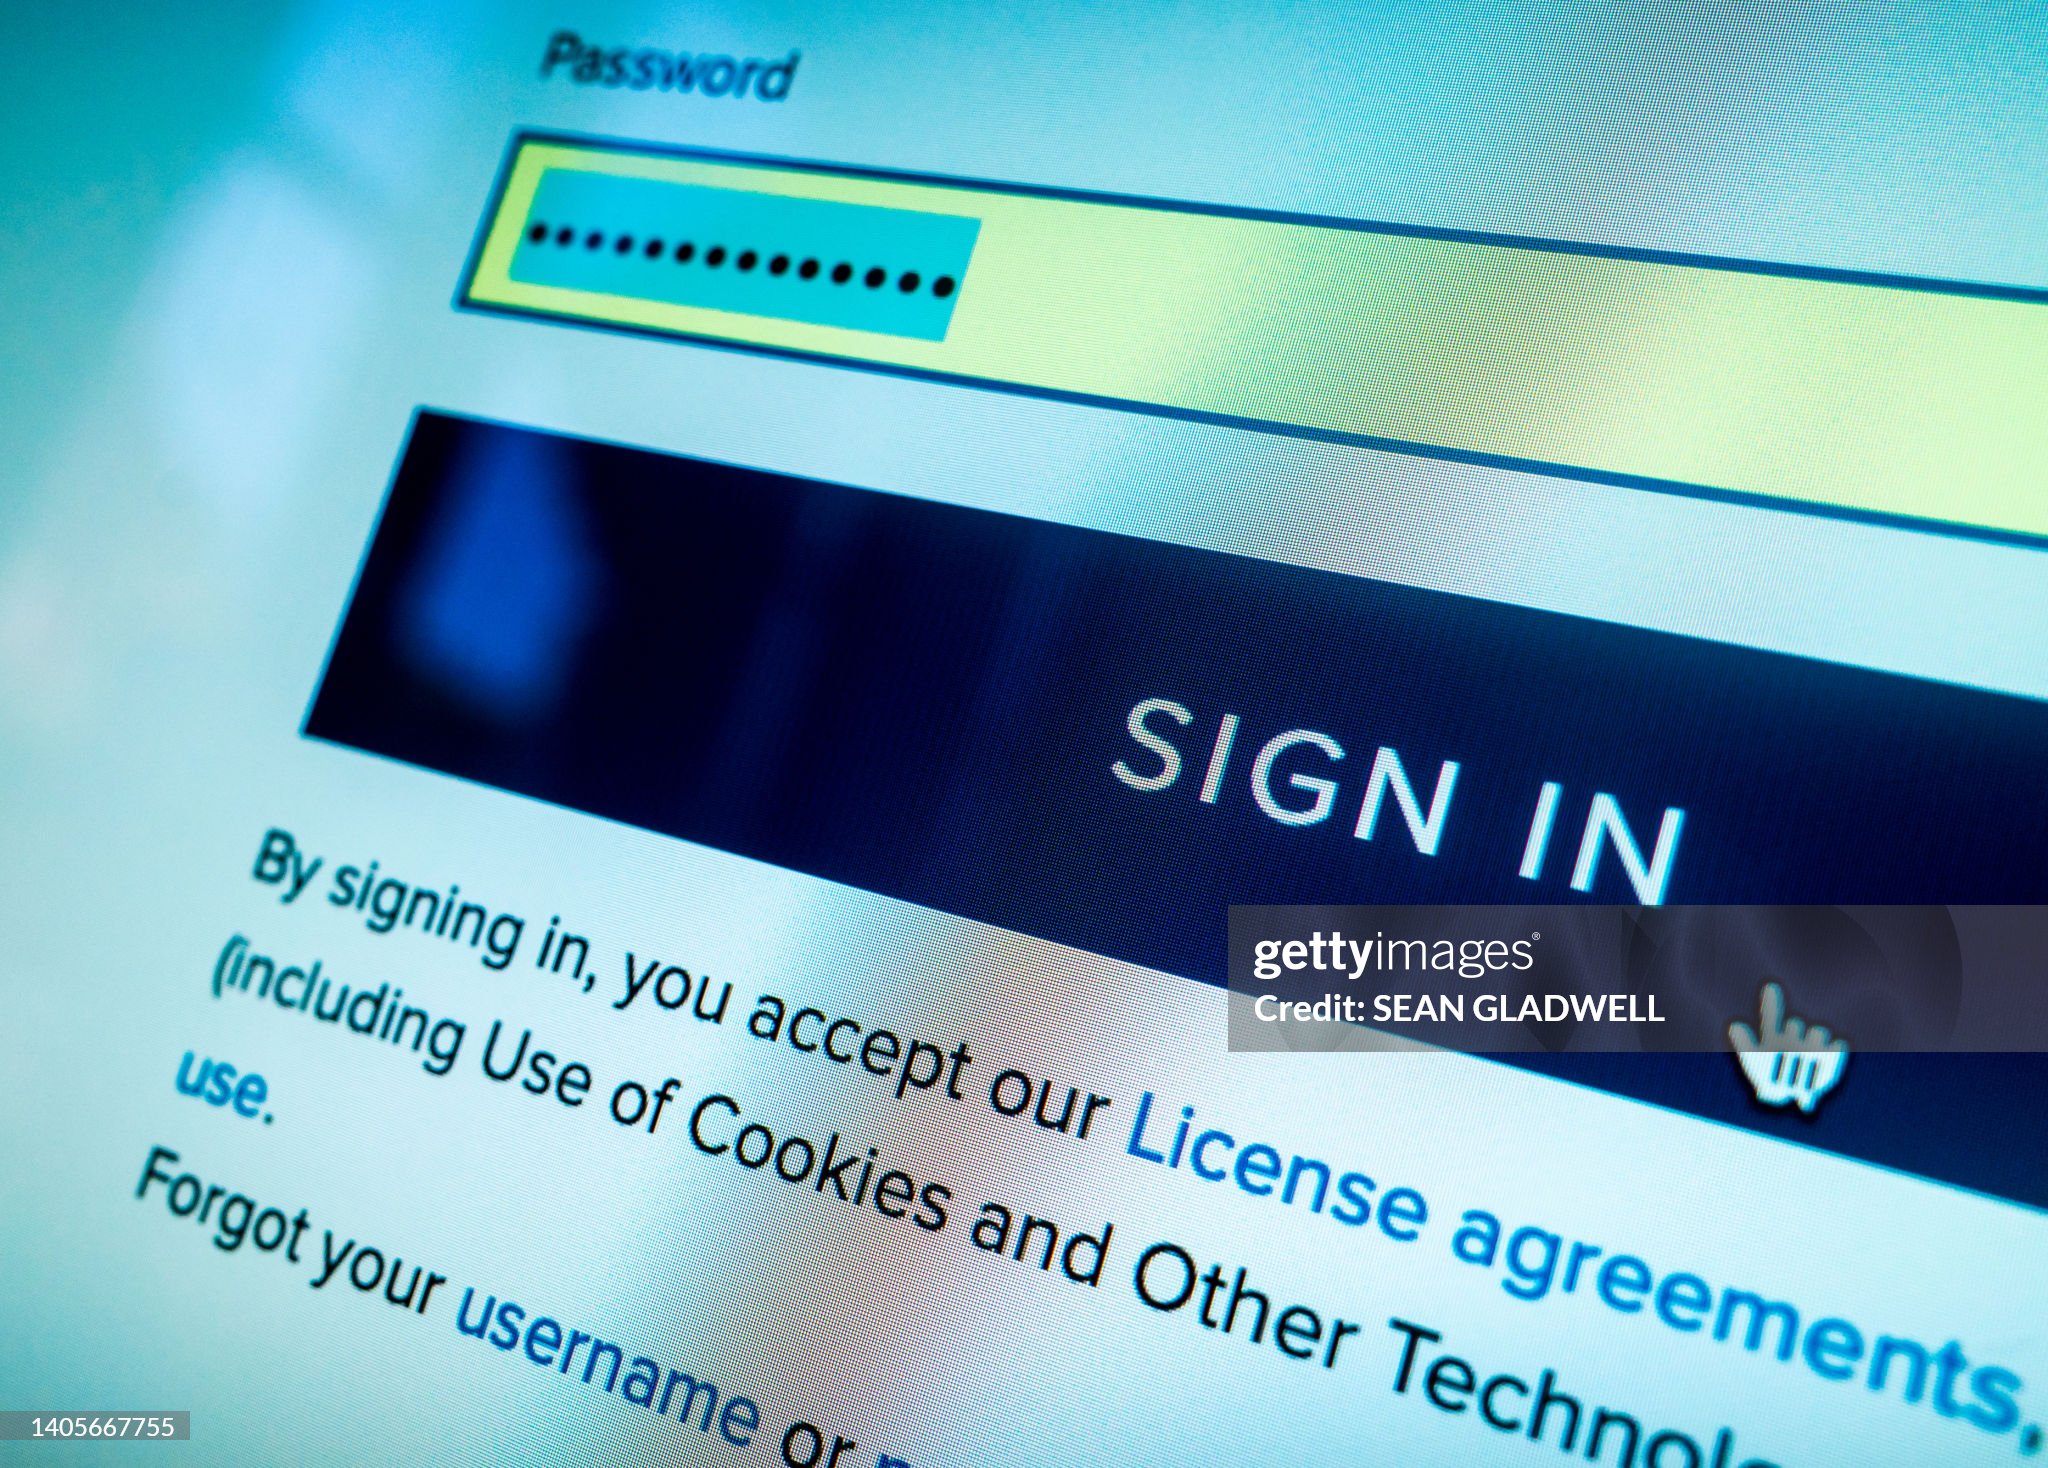 Password
••••••••••••••
SIGN IN
gettyimages®
Credit: SEAN GLADWELL
By signing in, you accept our License agreements,
(including Use of Cookies and Other
use.
Forgot your username or
1405667755